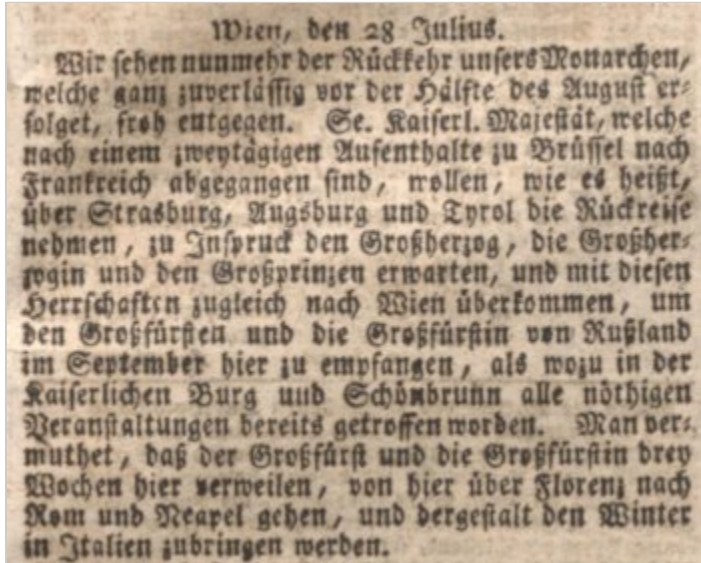 Wien, den 28 Julius.
Wir sehen nunmehr der Rückkehr unsers Monarchen,
welche ganz zuverlässig vor der Hälfte des August er-
folget, froh entgegen. Se. Kaiserl. Majestät, welche
nach einem zweytägigen Aufenthalte zu Brüssel nach
Frankreich abgegangen sind, wollen, wie es heißt,
über Strasburg, Augsburg und Tyrol die Rückreise
nehmen, zu Inspruck den Großherzog, die Großher-
zogin und den Großprinzen erwarten, und mit diesen
Herrschaften zugleich nach Wien überkommen, um
den Großfürsten und die Großfürstin von Rußland
im September hier zu empfangen, als wozu in der
Kaiserlichen Burg und Schönbrunn alle nöthigen
Veranstaltungen bereits getroffen worden. Man ver-
muthet, daß der Großfürst und die Großfürstin drey
Wochen hier verweilen, von hier über Florenz nach
Rom und Neapel gehen, und dergestalt den Winter
in Italien zubringen werden.